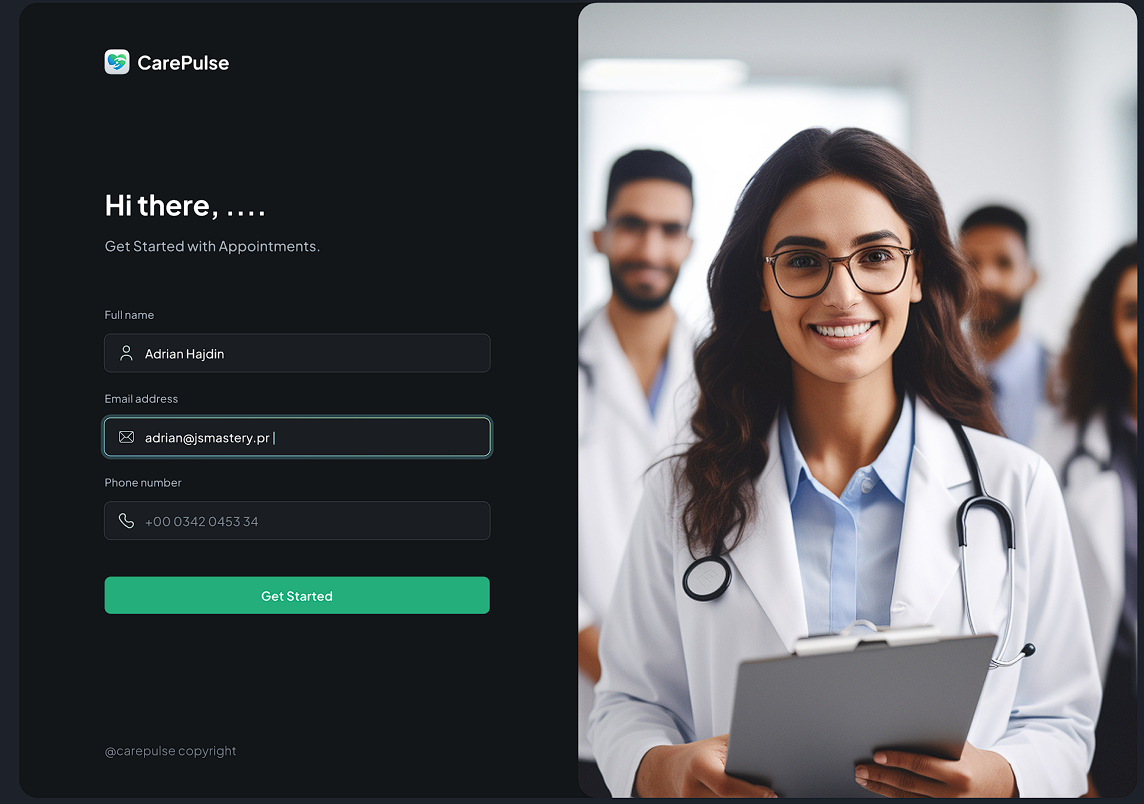 CarePulse
Hi there, ....
Get Started with Appointments.
Full name
Adrian Hajdin
Email address
adrian@jsmastery.pr
Phone number
+00 0342 0453 34
Get Started
@carepulse copyright